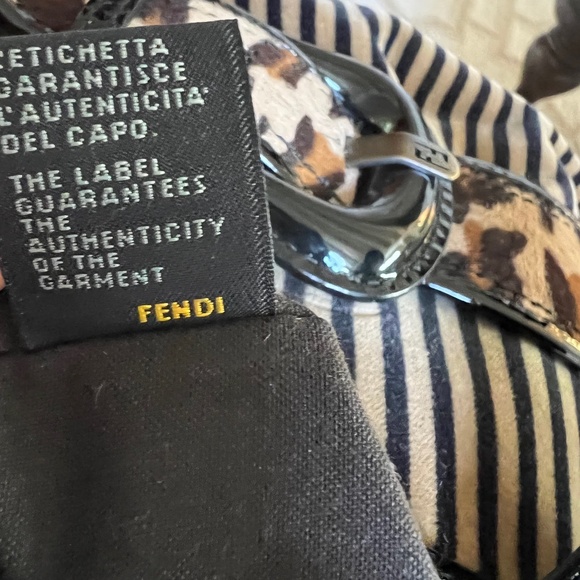 L'ETICHETTA
GARANTISCE
L'AUTENTICITA'
DEL CAPO.
THE LABEL
GUARANTEES
THE
AUTHENTICITY
OF THE
GARMENT
FENDI